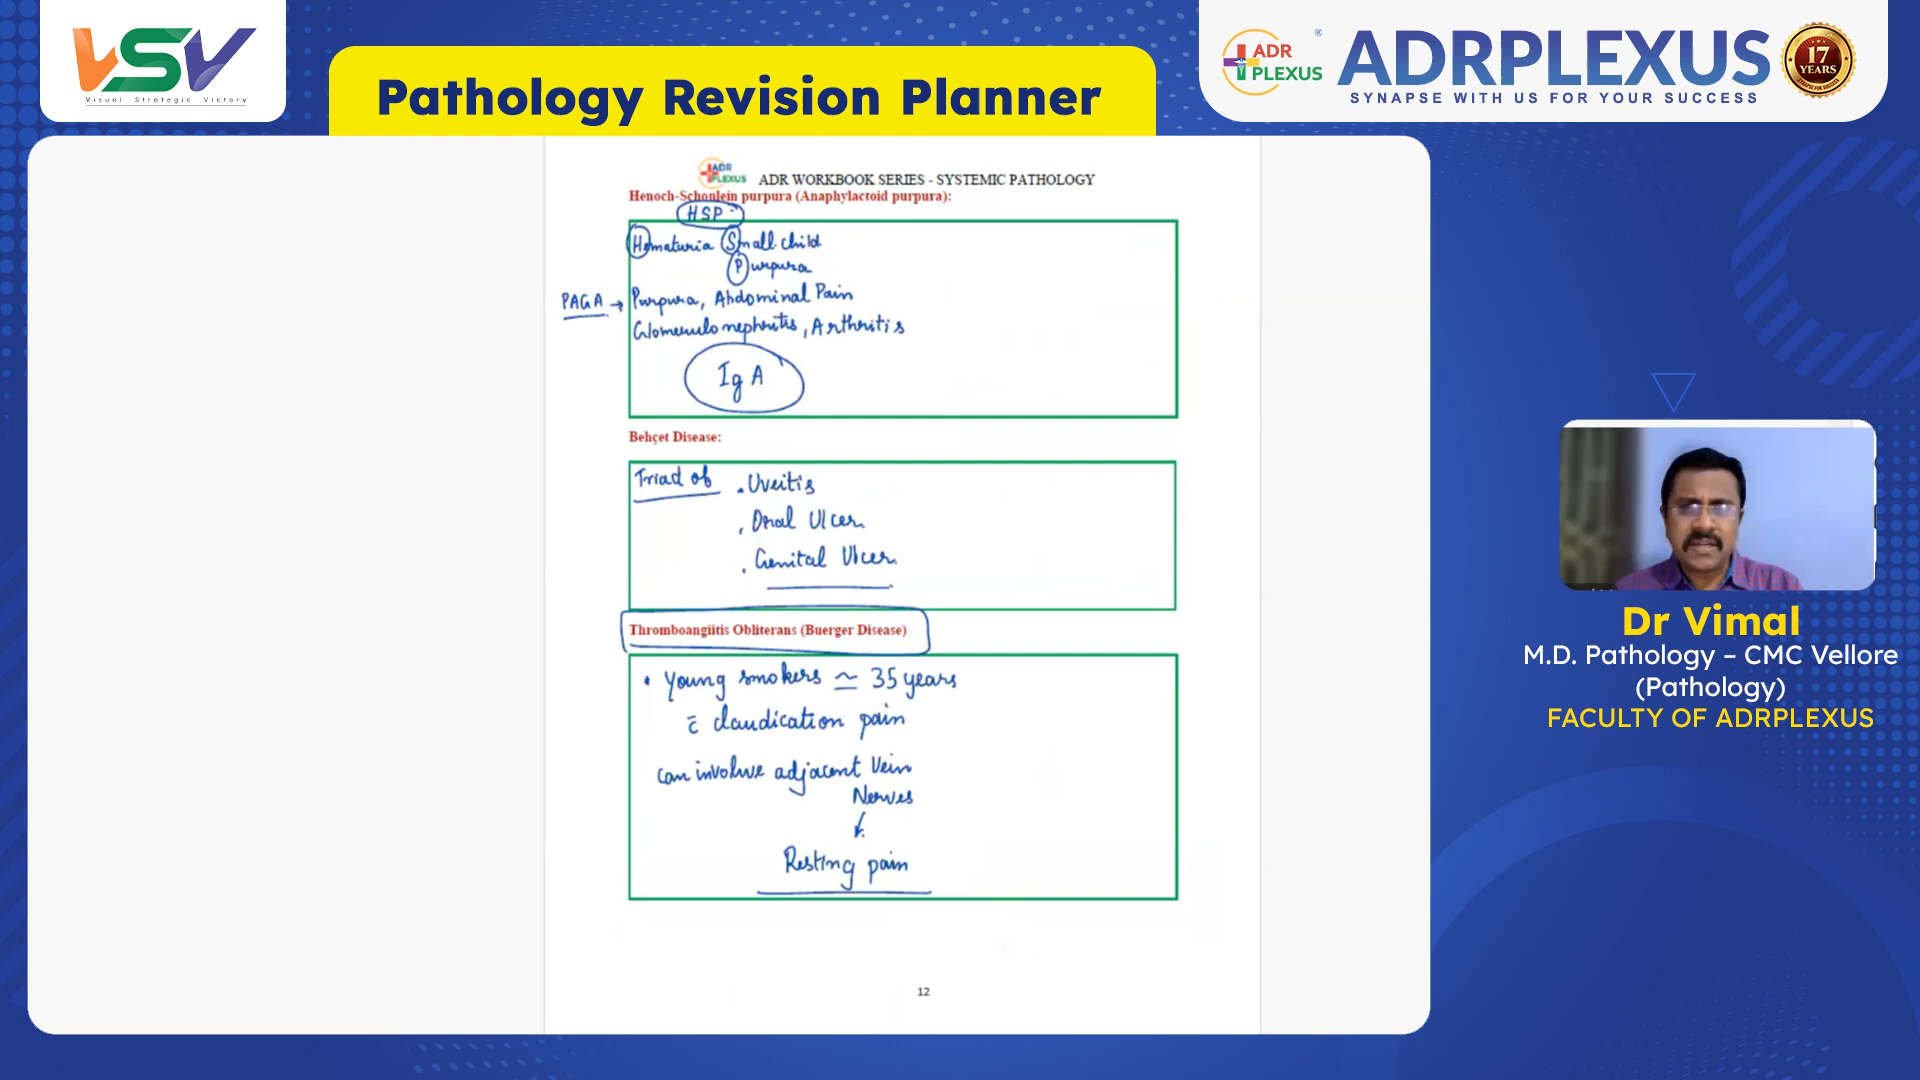 VSV
Visual Strategic Victory
Pathology Revision Planner
ADR
PLEXUS
®
ADRPLEXUS
SYNAPSE WITH US FOR YOUR SUCCESS
17
YEARS
ADR
PLEXUS
ADR WORKBOOK SERIES - SYSTEMIC PATHOLOGY
Henoch-Schonlein purpura (Anaphylactoid purpura):
HSP
Hematuria Small child
Purpura
PAGA → Purpura, Abdominal Pain
Glomerulonephritis, Arthritis
IgA
Behçet Disease:
Triad of . Uveitis
. Oral Ulcer
. Genital Ulcer
Thromboangiitis Obliterans (Buerger Disease)
• Young smokers ≃ 35 years
c̄ claudication pain
can involve adjacent Vein
Nerves
↓
Resting pain
12
Dr Vimal
M.D. Pathology – CMC Vellore
(Pathology)
FACULTY OF ADRPLEXUS